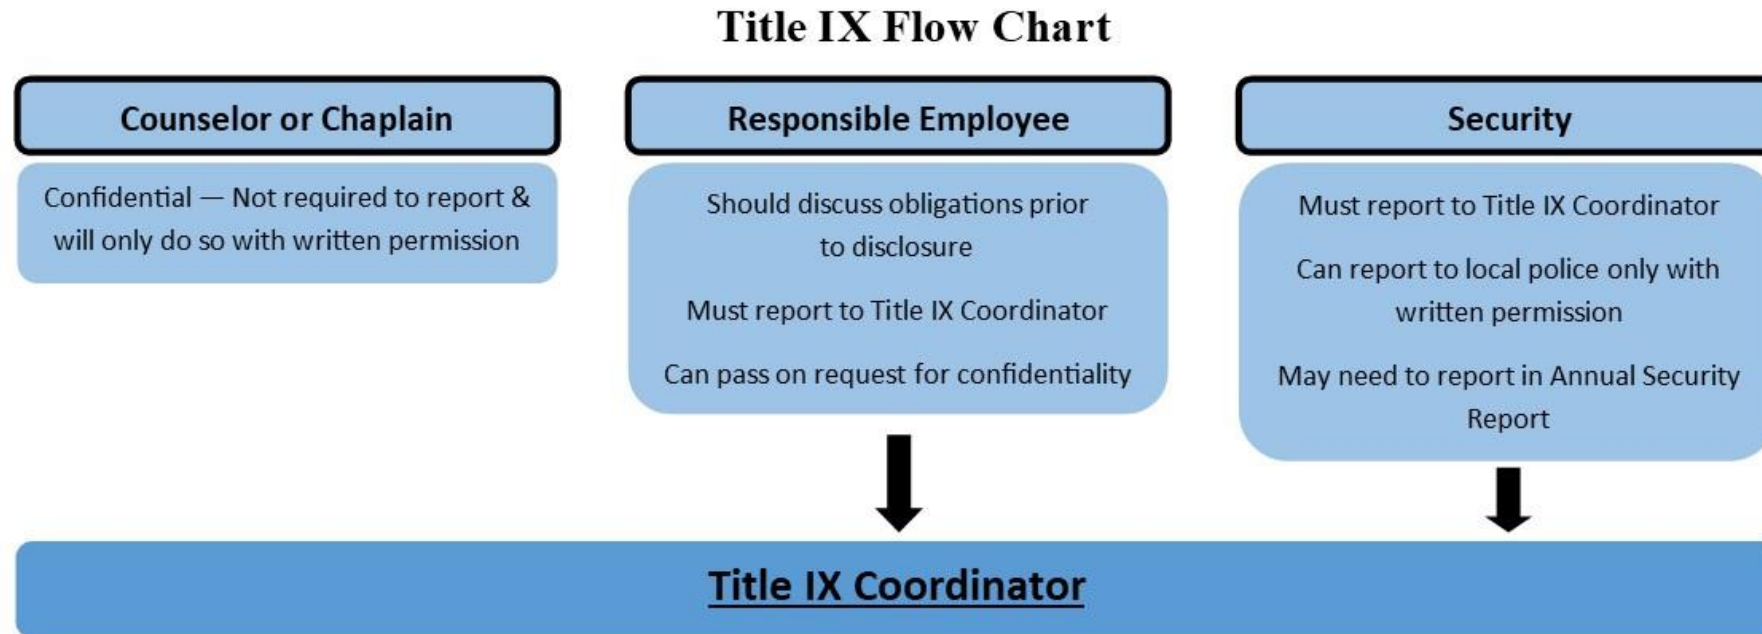 Title IX Flow Chart
Counselor or Chaplain
Confidential — Not required to report &
will only do so with written permission
Responsible Employee
Should discuss obligations prior
to disclosure
Must report to Title IX Coordinator
Can pass on request for confidentiality
Security
Must report to Title IX Coordinator
Can report to local police only with
written permission
May need to report in Annual Security
Report
Title IX Coordinator